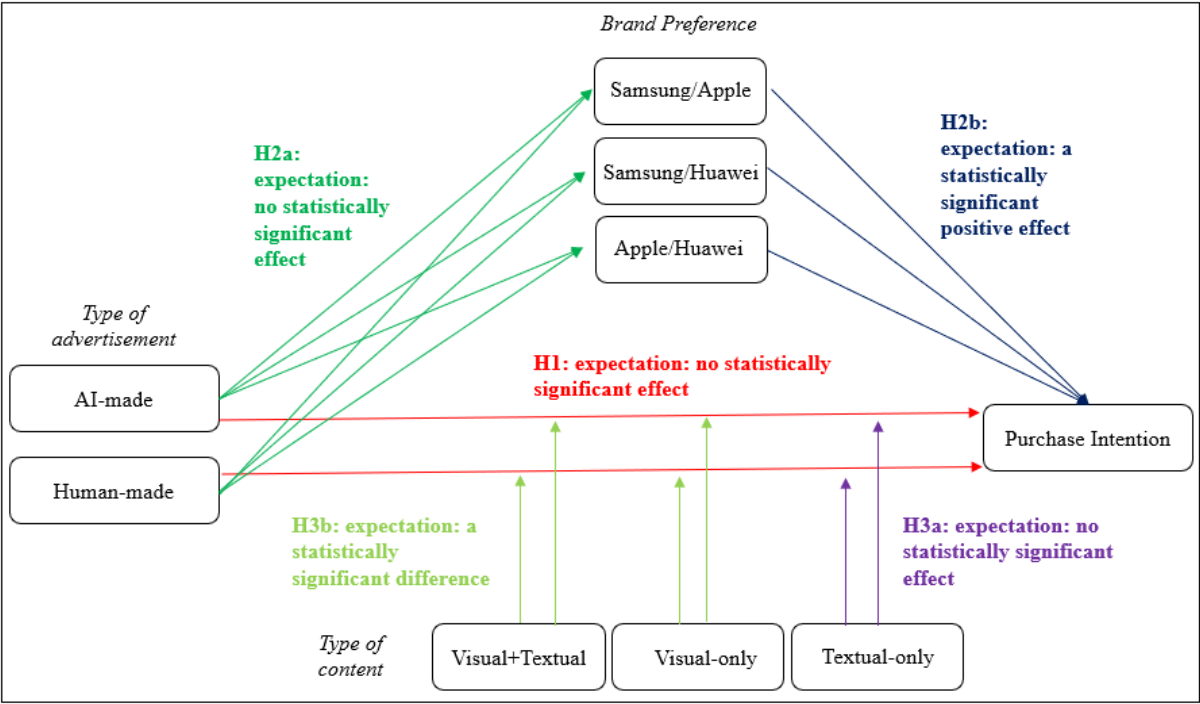 Brand Preference
Samsung/Apple
Samsung/Huawei
Apple/Huawei
H2a:
expectation:
no statistically
significant
effect
H2b:
expectation: a
statistically
significant
positive effect
Type of
advertisement
AI-made
Human-made
H1: expectation: no statistically
significant effect
Purchase Intention
H3b: expectation: a
statistically
significant difference
H3a: expectation: no
statistically significant
effect
Type of
content
Visual+Textual
Visual-only
Textual-only